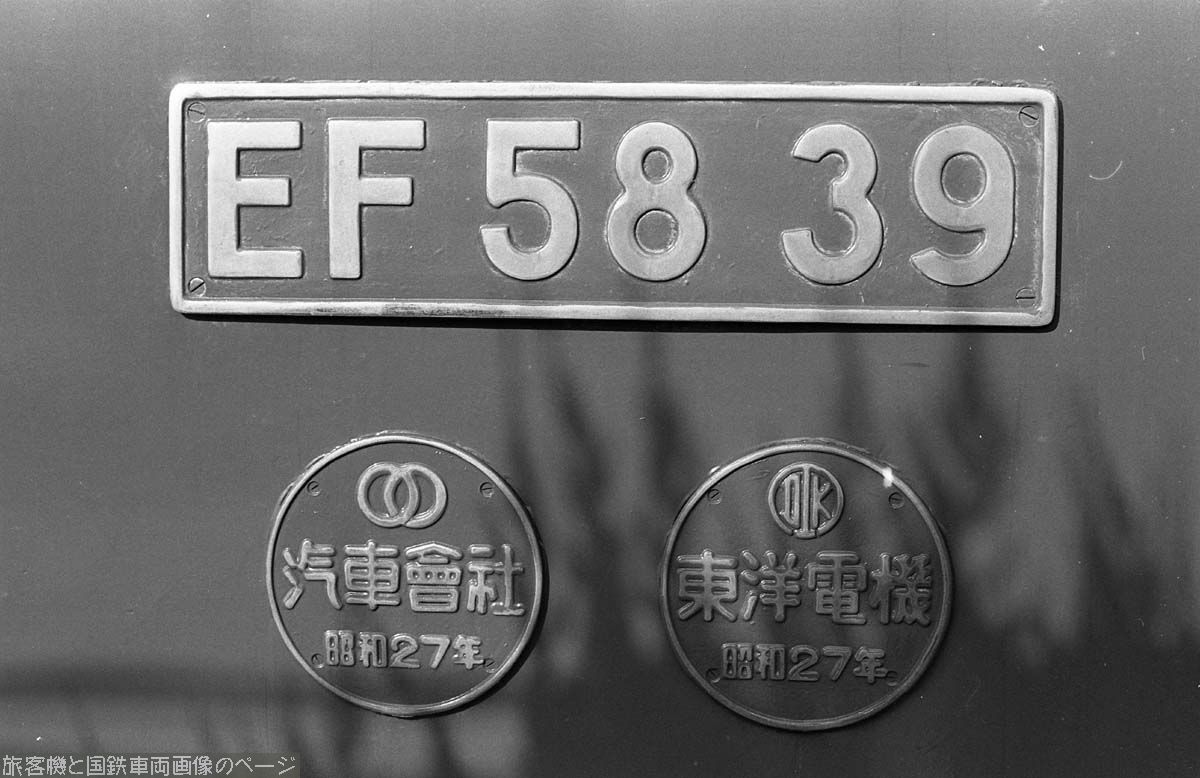 EF 58 39
汽車會社
昭和27年
TDK
東洋電機
昭和27年
旅客機と国鉄車両画像のページ